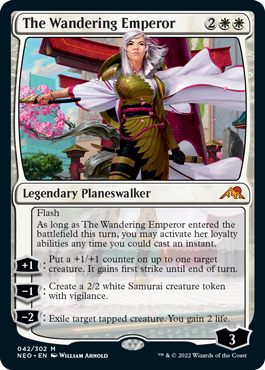 The Wandering Emperor 2
Legendary Planeswalker
Flash
As long as The Wandering Emperor entered the
battlefield this turn, you may activate her loyalty
abilities any time you could cast an instant.
+1 : Put a +1/+1 counter on up to one target
creature. It gains first strike until end of turn.
-1 : Create a 2/2 white Samurai creature token
with vigilance.
-2 : Exile target tapped creature. You gain 2 life.
3
042/302 M
NEO • EN William Arnold
™ & © 2022 Wizards of the Coast